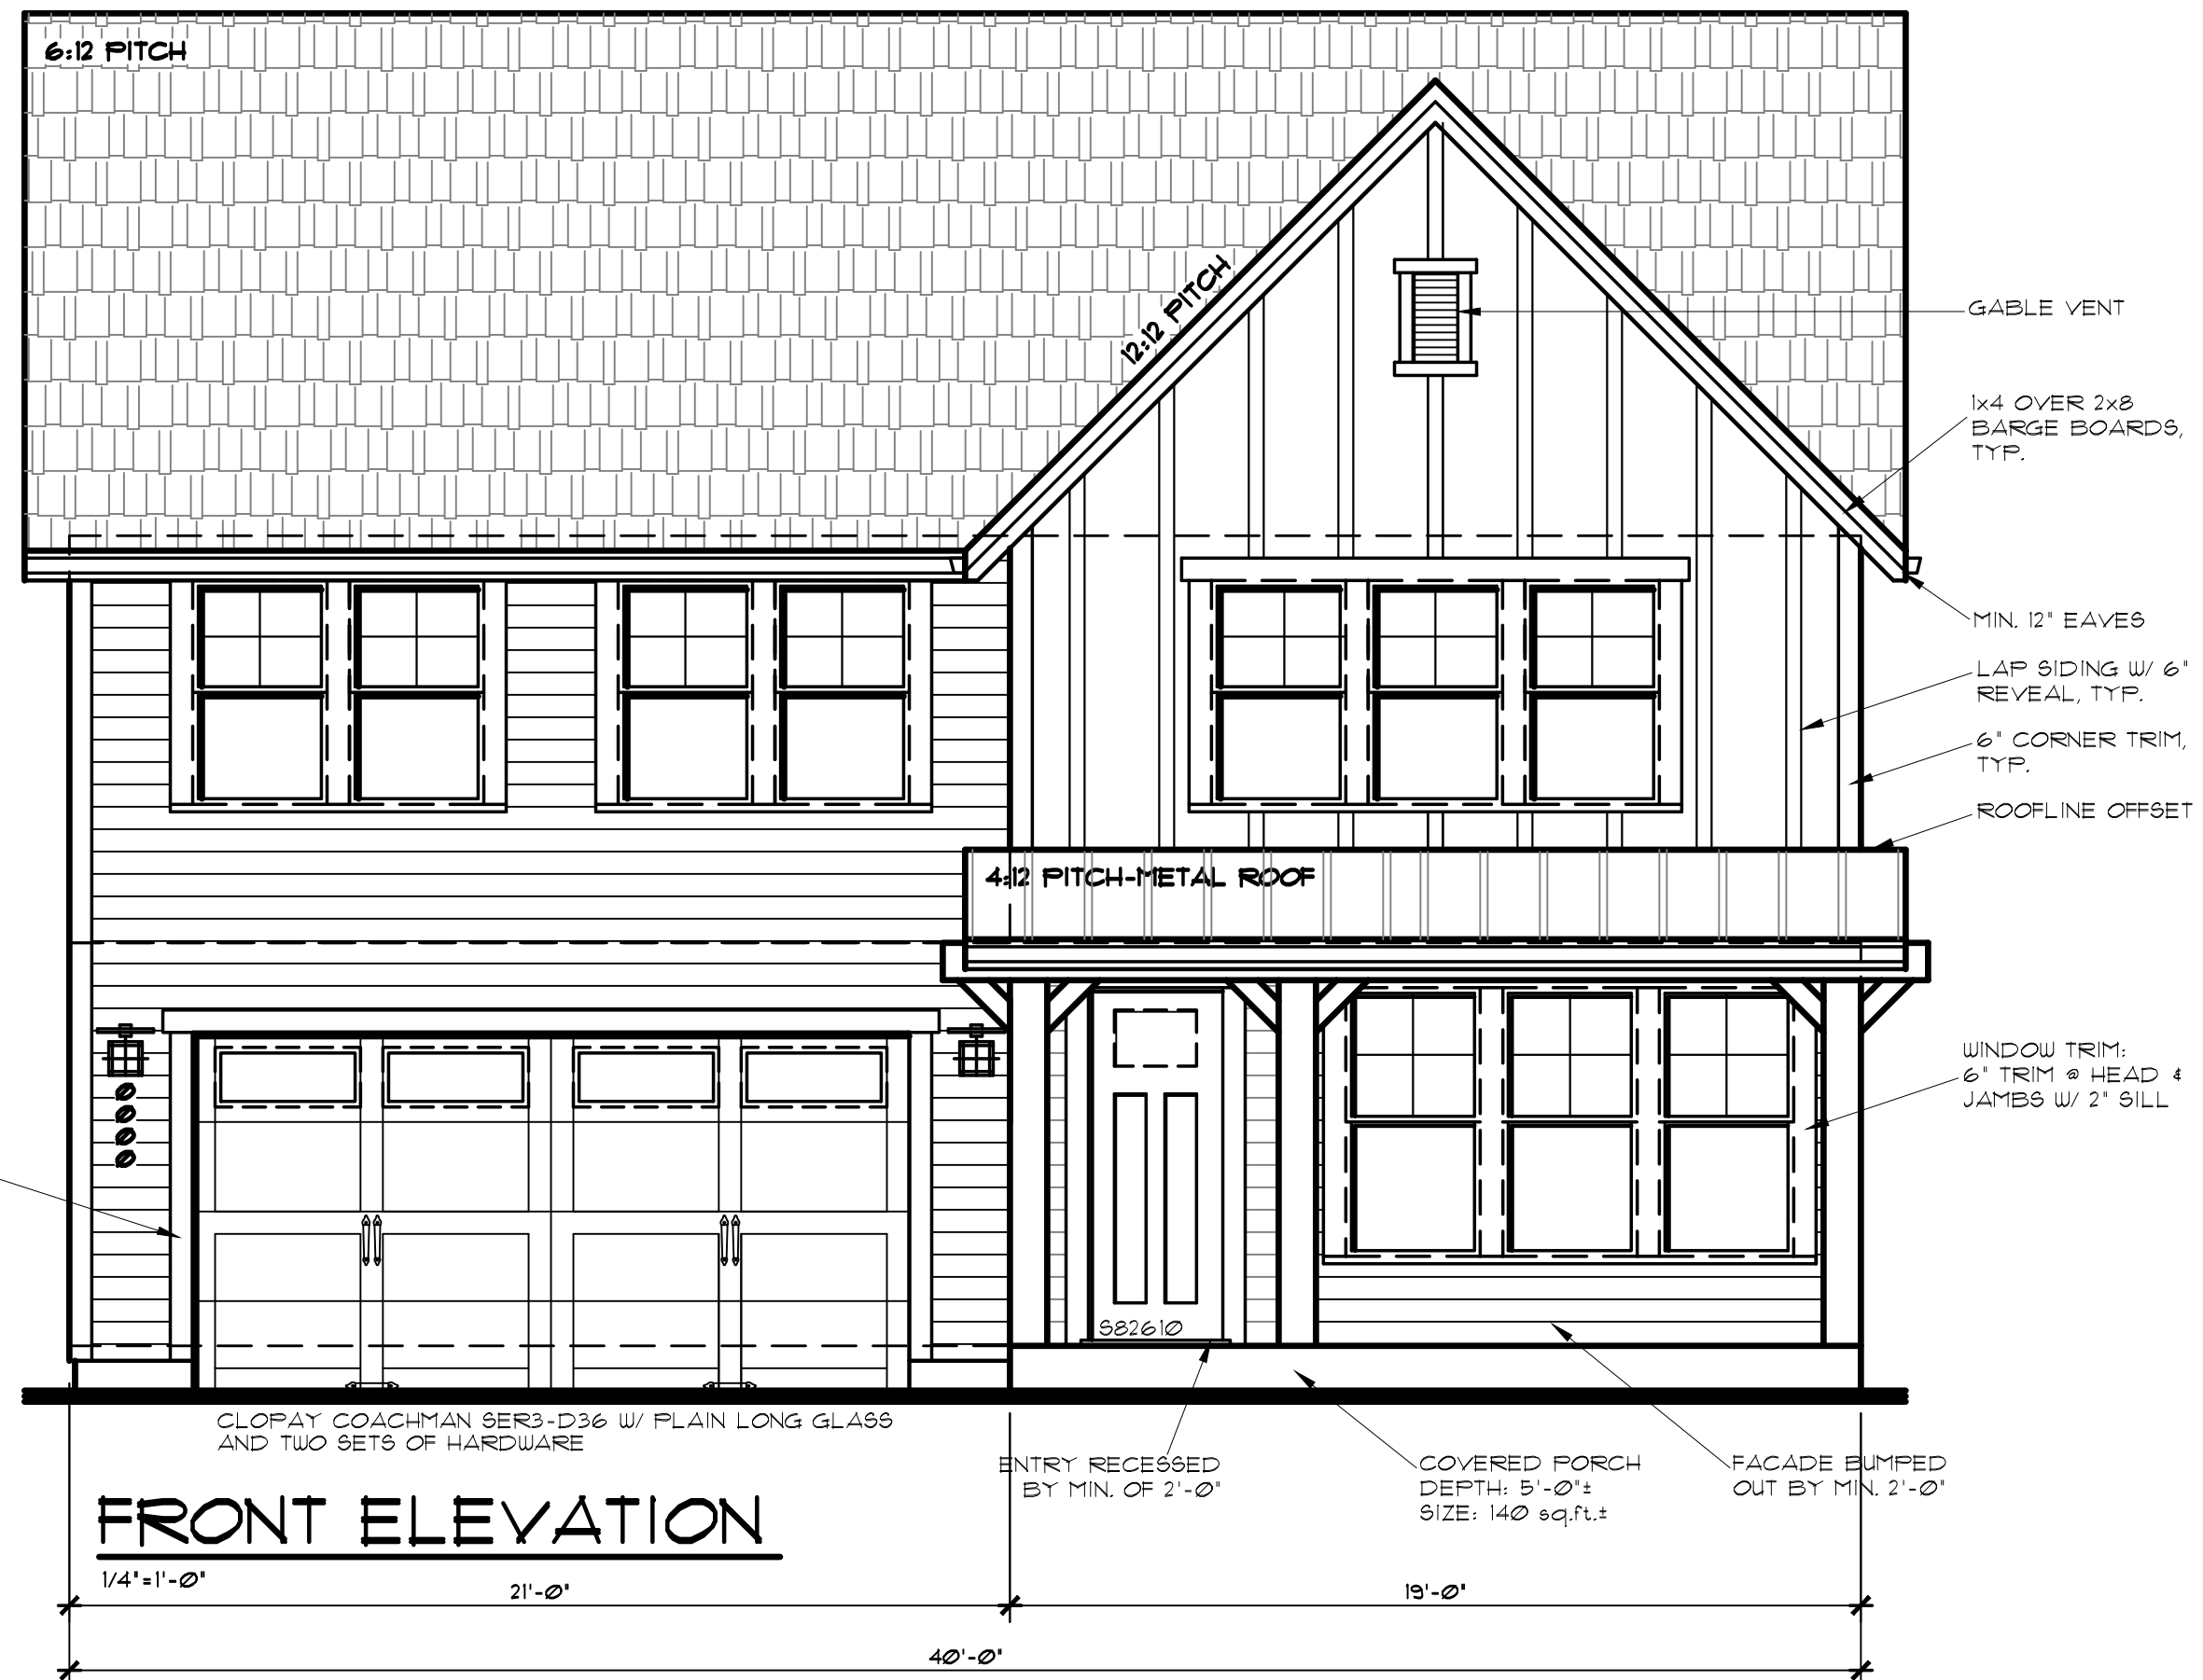 6:12 PITCH
12:12 PITCH
GABLE VENT
1x4 OVER 2x8
BARGE BOARDS,
TYP.
MIN. 12" EAVES
LAP SIDING W/ 6"
REVEAL, TYP.
6" CORNER TRIM,
TYP.
ROOFLINE OFFSET
4:12 PITCH-METAL ROOF
WINDOW TRIM:
6" TRIM @ HEAD &
JAMBS W/ 2" SILL
0
0
0
0
S82610
CLOPAY COACHMAN SER3-D36 W/ PLAIN LONG GLASS
AND TWO SETS OF HARDWARE
ENTRY RECESSED
BY MIN. OF 2'-0"
COVERED PORCH
DEPTH: 5'-0"±
SIZE: 140 sq.ft.±
FACADE BUMPED
OUT BY MIN. 2'-0"
FRONT ELEVATION
1/4"=1'-0"
21'-0"
19'-0"
40'-0"